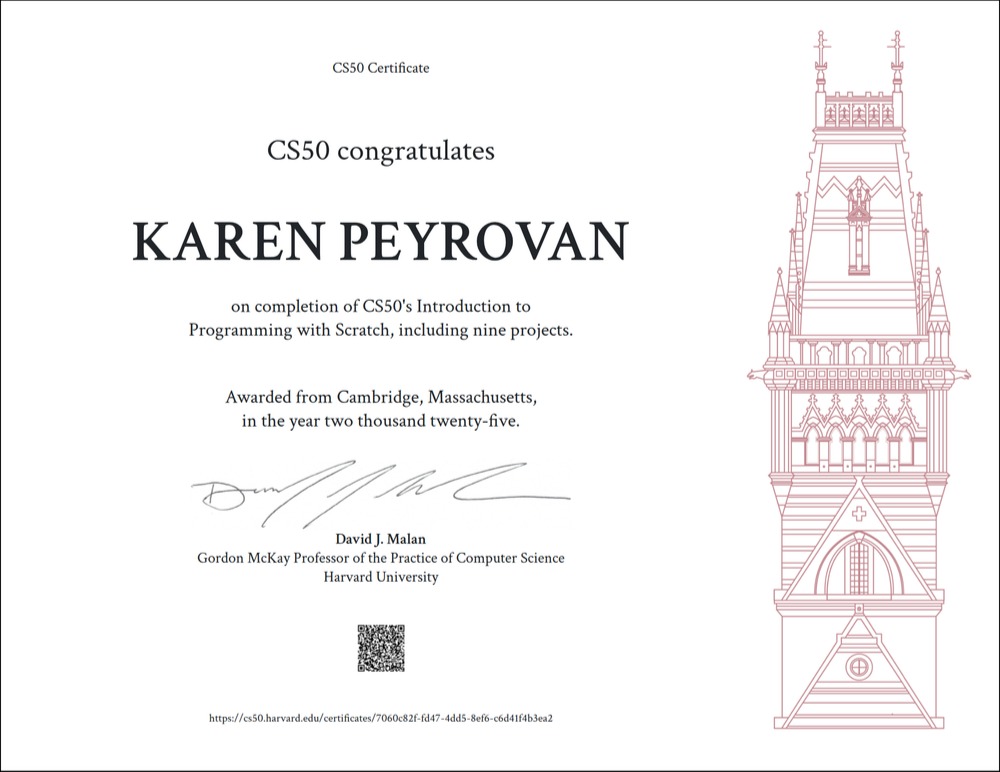 CS50 Certificate
CS50 congratulates
KAREN PEYROVAN
on completion of CS50's Introduction to
Programming with Scratch, including nine projects.
Awarded from Cambridge, Massachusetts,
in the year two thousand twenty-five.
David J. Malan
Gordon McKay Professor of the Practice of Computer Science
Harvard University
https://cs50.harvard.edu/certificates/7060c82f-fd47-4dd5-8ef6-c6d41f4b3ea2